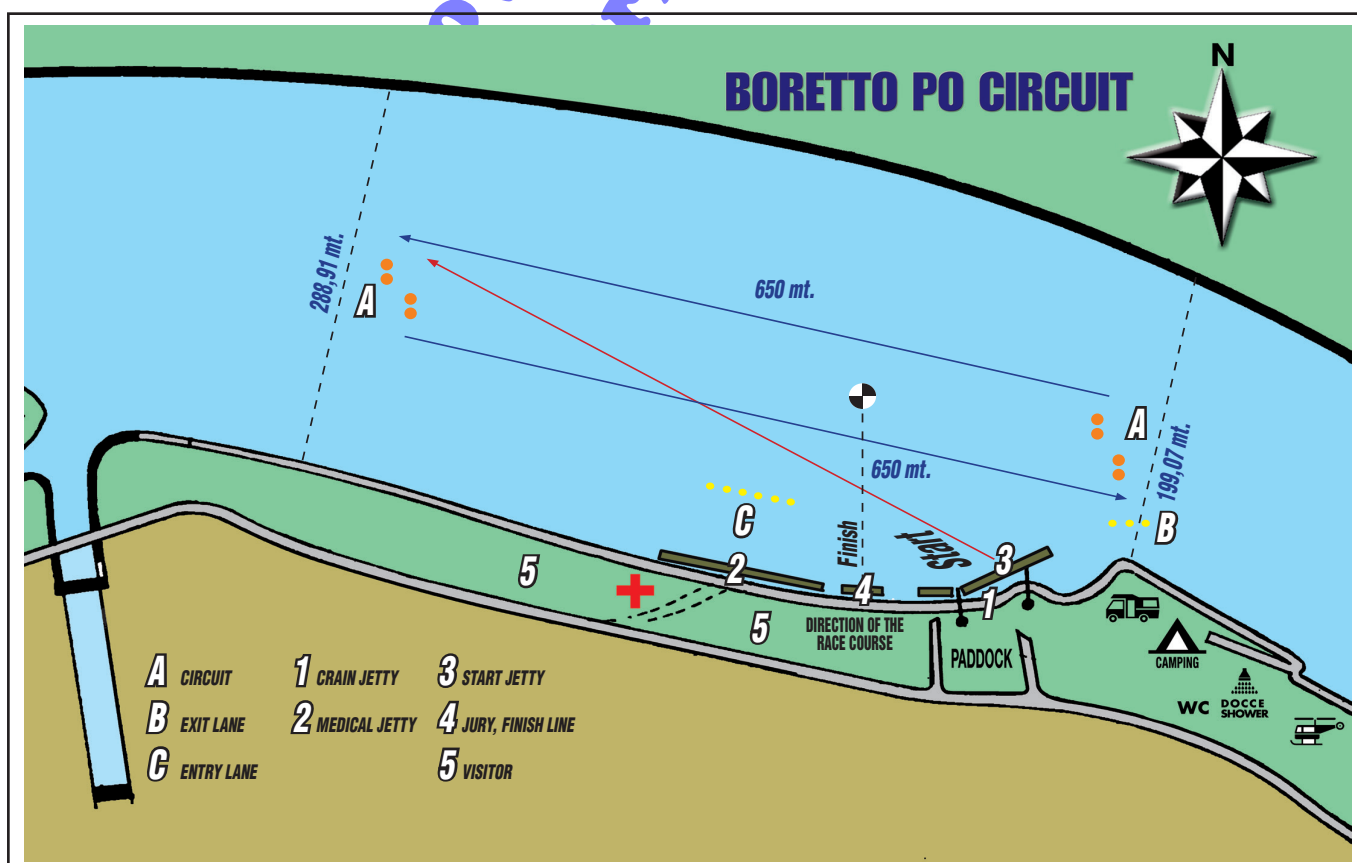 BORETTO PO CIRCUIT
N
288,91 mt.
A
650 mt.
A
199,07 mt.
650 mt.
C
B
Finish
Start
3
2
4
1
5
5
DIRECTION OF THE
RACE COURSE
PADDOCK
CAMPING
WC
DOCCE
SHOWER
A CIRCUIT
1 CRAIN JETTY
3 START JETTY
B EXIT LANE
2 MEDICAL JETTY
4 JURY, FINISH LINE
C ENTRY LANE
5 VISITOR